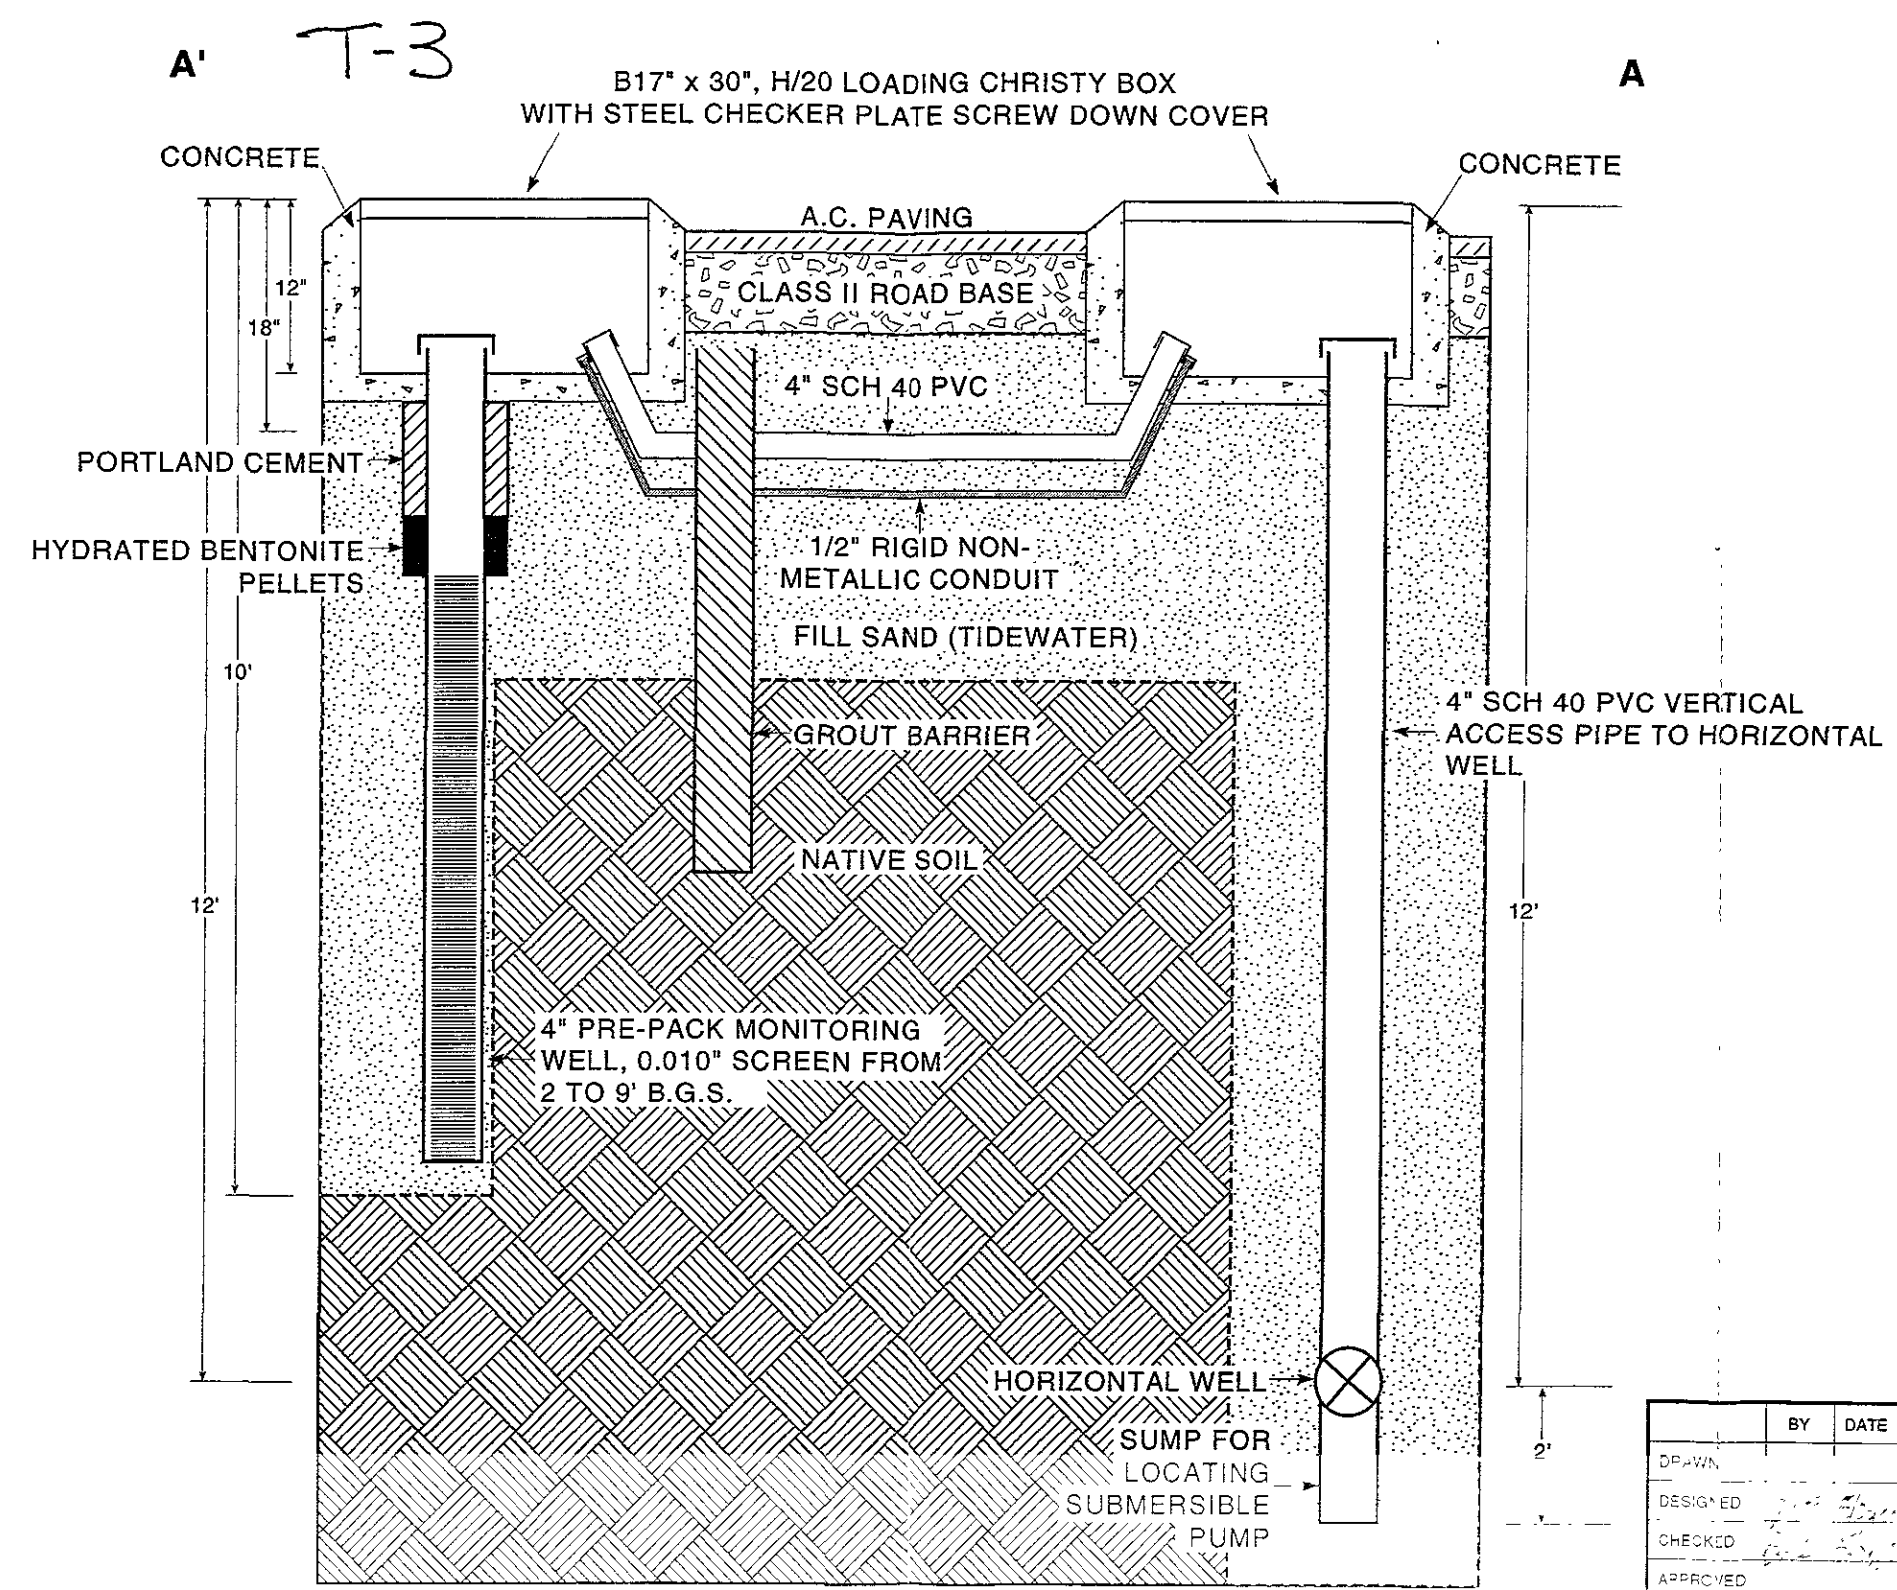 A'
T-3
A
B17" x 30", H/20 LOADING CHRISTY BOX
WITH STEEL CHECKER PLATE SCREW DOWN COVER
CONCRETE
CONCRETE
A.C. PAVING
12"
CLASS II ROAD BASE
18"
4" SCH 40 PVC
PORTLAND CEMENT
HYDRATED BENTONITE
PELLETS
1/2" RIGID NON-
METALLIC CONDUIT
FILL SAND (TIDEWATER)
10'
4" SCH 40 PVC VERTICAL
ACCESS PIPE TO HORIZONTAL
WELL
GROUT BARRIER
NATIVE SOIL
12'
12'
4" PRE-PACK MONITORING
WELL, 0.010" SCREEN FROM
2 TO 9' B.G.S.
HORIZONTAL WELL
SUMP FOR
LOCATING
SUBMERSIBLE
PUMP
2'
BY DATE
DRAWN
DESIGNED
CHECKED
APPROVED